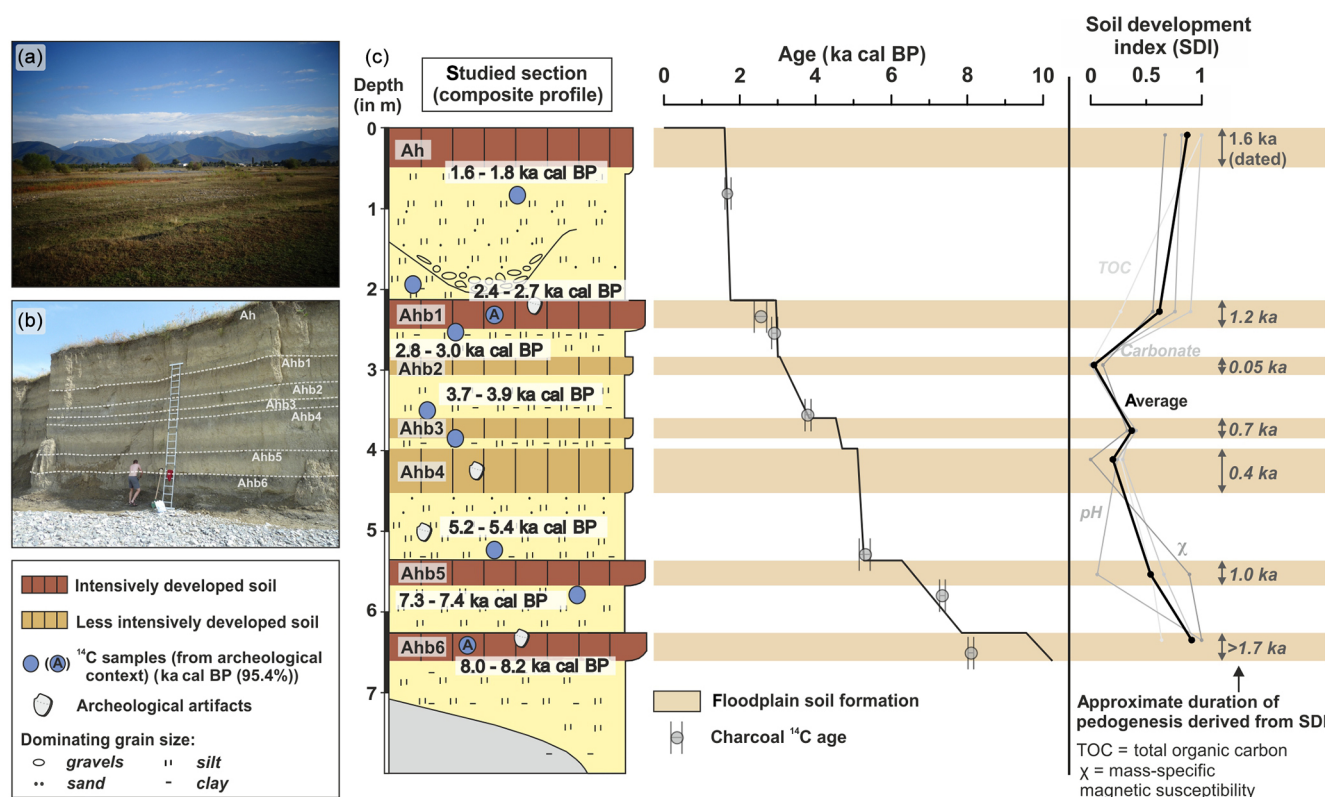 (a)
(b)
Ah
Ahb1
Ahb2
Ahb3
Ahb4
Ahb5
Ahb6
Intensively developed soil
Less intensively developed soil
(A) ¹⁴C samples (from archeological
context) (ka cal BP (95.4%))
Archeological artifacts
Dominating grain size:
gravels
silt
sand
clay
(c)
Depth
(in m)
Studied section
(composite profile)
0
1
2
3
4
5
6
7
Ah
1.6 - 1.8 ka cal BP
2.4 - 2.7 ka cal BP
Ahb1
A
2.8 - 3.0 ka cal BP
Ahb2
3.7 - 3.9 ka cal BP
Ahb3
Ahb4
5.2 - 5.4 ka cal BP
Ahb5
7.3 - 7.4 ka cal BP
Ahb6
A
8.0 - 8.2 ka cal BP
Age (ka cal BP)
0 2 4 6 8 10
Floodplain soil formation
Charcoal ¹⁴C age
Soil development
index (SDI)
0 0.5 1
1.6 ka
(dated)
TOC
1.2 ka
Carbonate
0.05 ka
Average
0.7 ka
0.4 ka
pH
χ
1.0 ka
>1.7 ka
Approximate duration of
pedogenesis derived from SDI
TOC = total organic carbon
χ = mass-specific
magnetic susceptibility